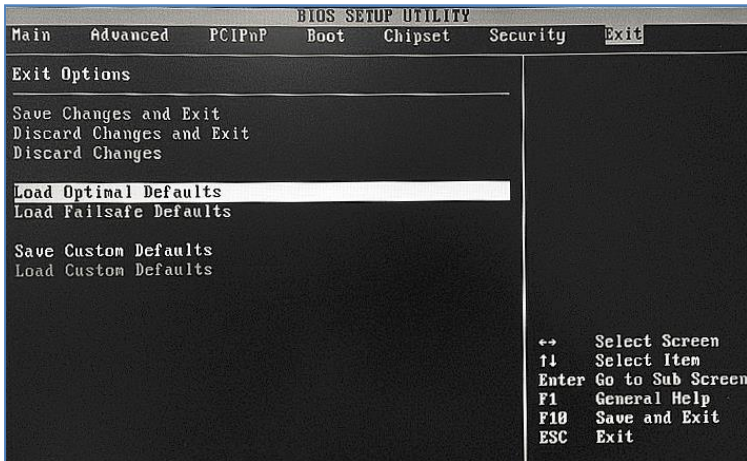 BIOS SETUP UTILITY
Main Advanced PCIPnP Boot Chipset Security Exit
Exit Options
Save Changes and Exit
Discard Changes and Exit
Discard Changes
Load Optimal Defaults
Load Failsafe Defaults
Save Custom Defaults
Load Custom Defaults
←→ Select Screen
↑↓ Select Item
Enter Go to Sub Screen
F1 General Help
F10 Save and Exit
ESC Exit